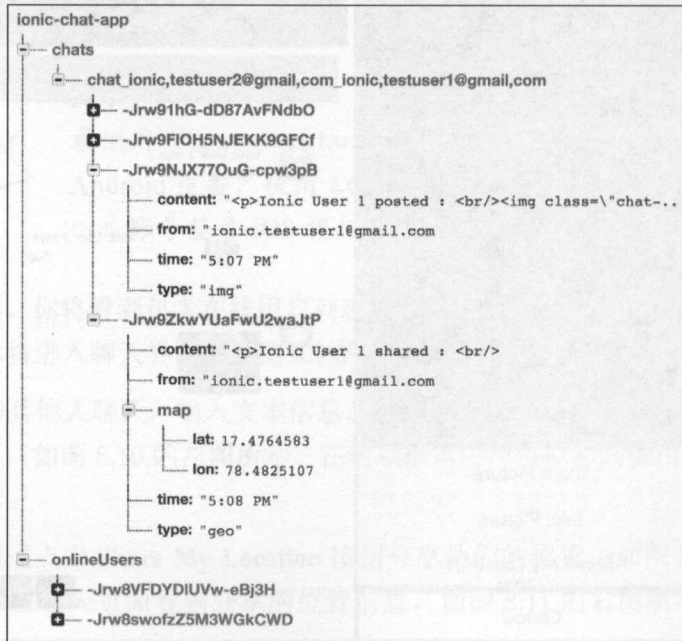 ionic-chat-app
chats
chat_ionic,testuser2@gmail,com_ionic,testuser1@gmail,com
-Jrw91hG-dD87AvFNdbO
-Jrw9FlOH5NJEKK9GFCf
-Jrw9NJX77OuG-cpw3pB
content: "<p>Ionic User 1 posted : <br/><img class=\"chat-..
from: "ionic.testuser1@gmail.com
time: "5:07 PM"
type: "img"
-Jrw9ZkwYUaFwU2waJtP
content: "<p>Ionic User 1 shared : <br/>
from: "ionic.testuser1@gmail.com
map
lat: 17.4764583
lon: 78.4825107
time: "5:08 PM"
type: "geo"
onlineUsers
-Jrw8VFDYDIUVw-eBj3H
-Jrw8swofzZ5M3WGkCWD